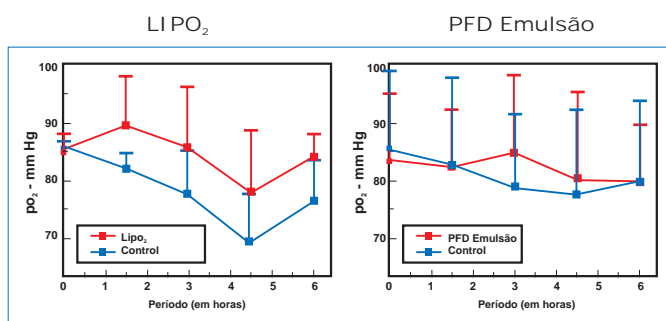 LIPO₂
PFD Emulsão
100
90
80
70
po₂ - mm Hg
Lipo₂
Control
0 1 2 3 4 5 6
Período (em horas)
100
90
80
70
po₂ - mm Hg
PFD Emulsão
Control
0 1 2 3 4 5 6
Período (em horas)